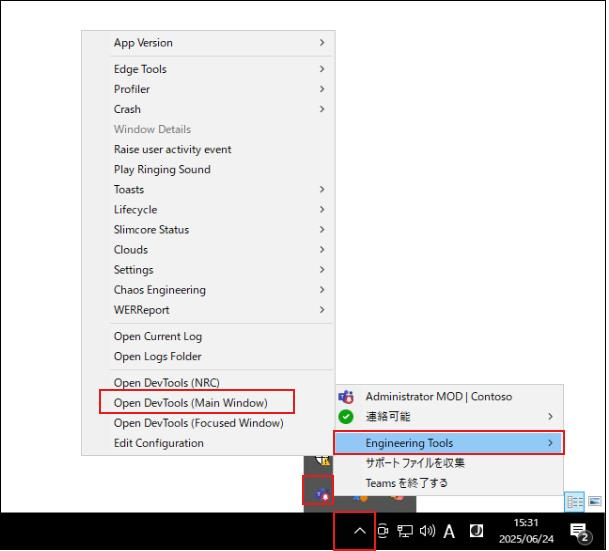 App Version
Edge Tools
Profiler
Crash
Window Details
Raise user activity event
Play Ringing Sound
Toasts
Lifecycle
Slimcore Status
Clouds
Settings
Chaos Engineering
WERReport
Open Current Log
Open Logs Folder
Open DevTools (NRC)
Open DevTools (Main Window)
Open DevTools (Focused Window)
Edit Configuration
Administrator MOD | Contoso
連絡可能
Engineering Tools
サポート ファイルを収集
Teams を終了する
A
15:31
2025/06/24
2